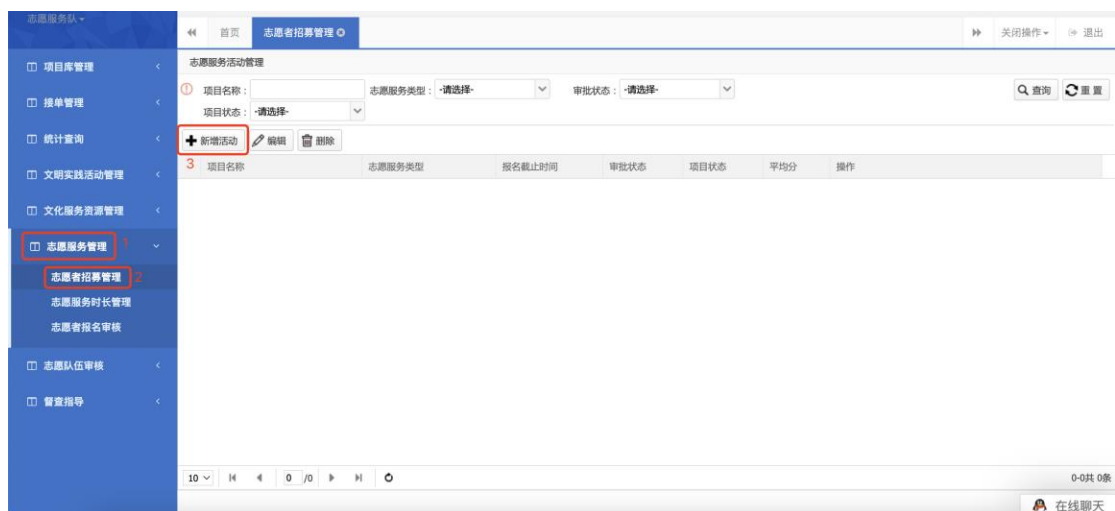 志愿服务队
首页
志愿者招募管理
关闭操作
退出
项目库管理
接单管理
统计查询
文明实践活动管理
文化服务资源管理
志愿服务管理 1
志愿者招募管理 2
志愿服务时长管理
志愿者报名审核
志愿队伍审核
督查指导
志愿服务活动管理
项目名称：
志愿服务类型： -请选择-
审批状态： -请选择-
查询
重置
项目状态： -请选择-
新增活动 编辑 删除
3 项目名称 志愿服务类型 报名截止时间 审批状态 项目状态 平均分 操作
10 0 /0
0-0共 0条
在线聊天